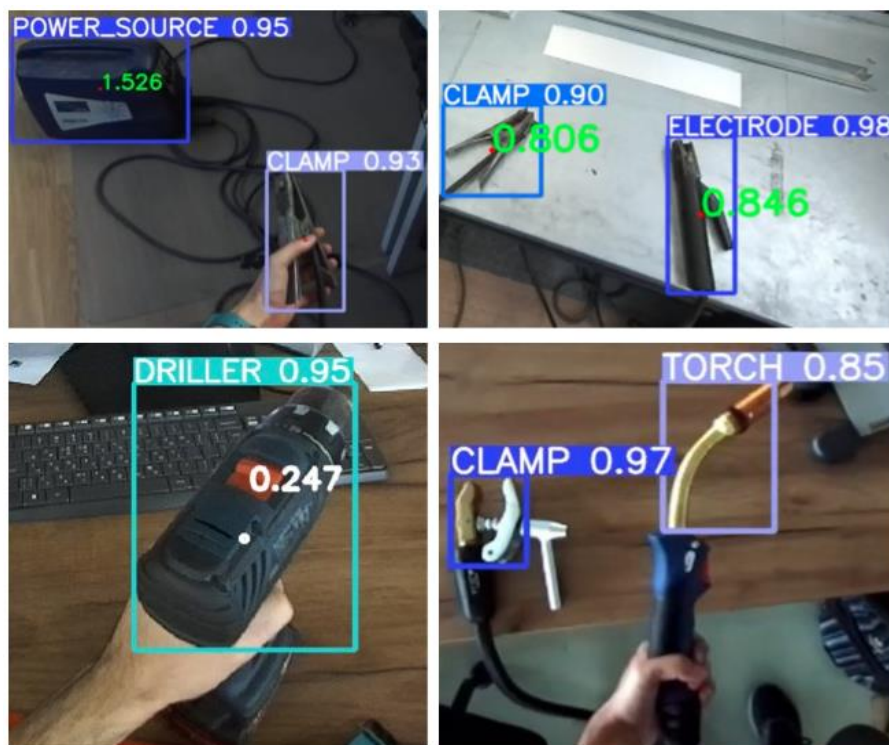 POWER_SOURCE 0.95
1.526
CLAMP 0.93
CLAMP 0.90
0.806
ELECTRODE 0.98
0.846
DRILLER 0.95
0.247
TORCH 0.85
CLAMP 0.97